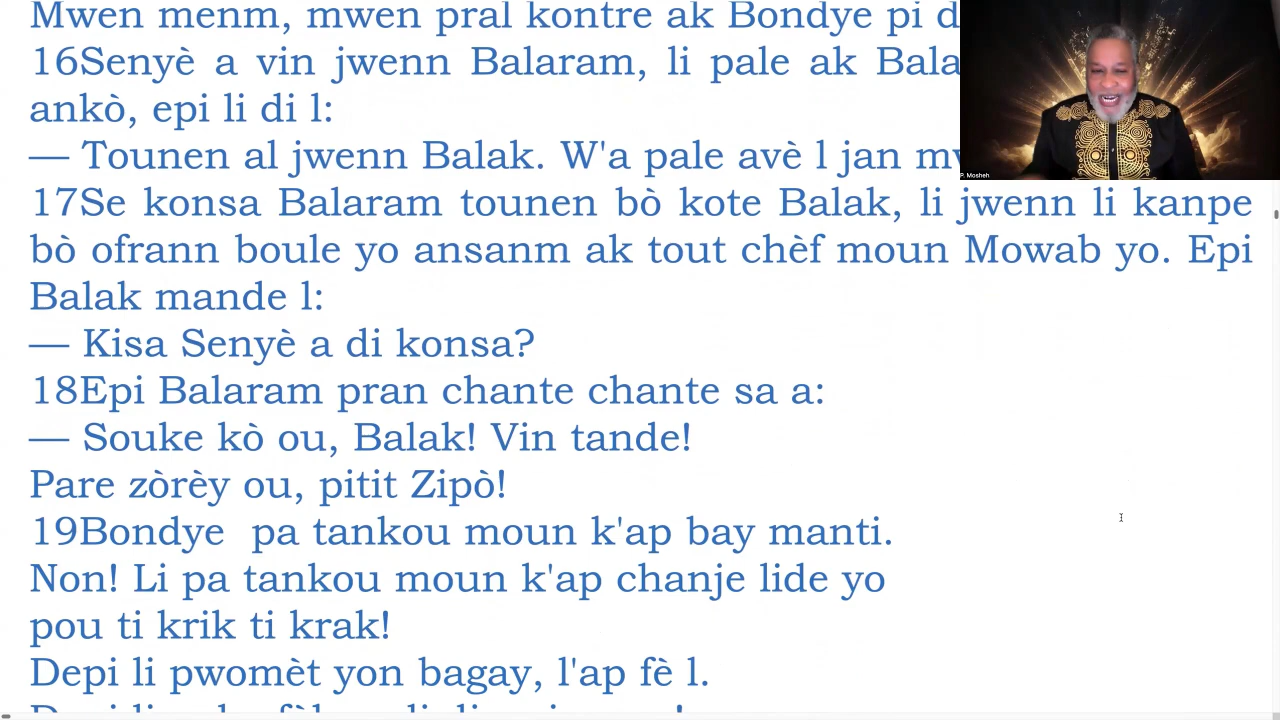 Mwen menm, mwen pral kontre ak Bondye pi
16Senyè a vin jwenn Balaram, li pale ak
ankò, epi li di l:
— Tounen al jwenn Balak. W'a pale avè l jan
P. Mosheh
17Se konsa Balaram tounen bò kote Balak, li jwenn li kanpe
bò ofrann boule yo ansanm ak tout chèf moun Mowab yo. Epi
Balak mande l:
— Kisa Senyè a di konsa?
18Epi Balaram pran chante chante sa a:
— Souke kò ou, Balak! Vin tande!
Pare zòrèy ou, pitit Zipò!
19Bondye pa tankou moun k'ap bay manti.
Non! Li pa tankou moun k'ap chanje lide yo
pou ti krik ti krak!
Depi li pwomèt yon bagay, l'ap fè l.